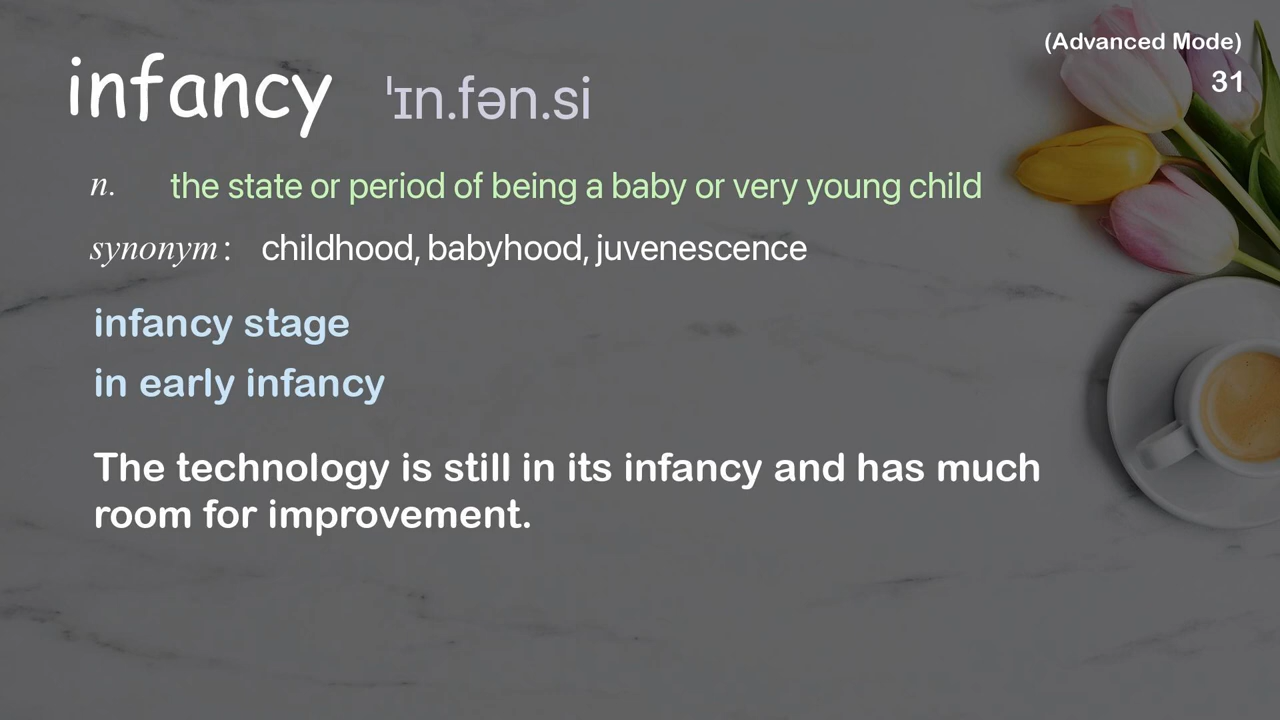 (Advanced Mode)
31
infancy ˈɪn.fən.si
n. the state or period of being a baby or very young child
synonym: childhood, babyhood, juvenescence
infancy stage
in early infancy
The technology is still in its infancy and has much
room for improvement.